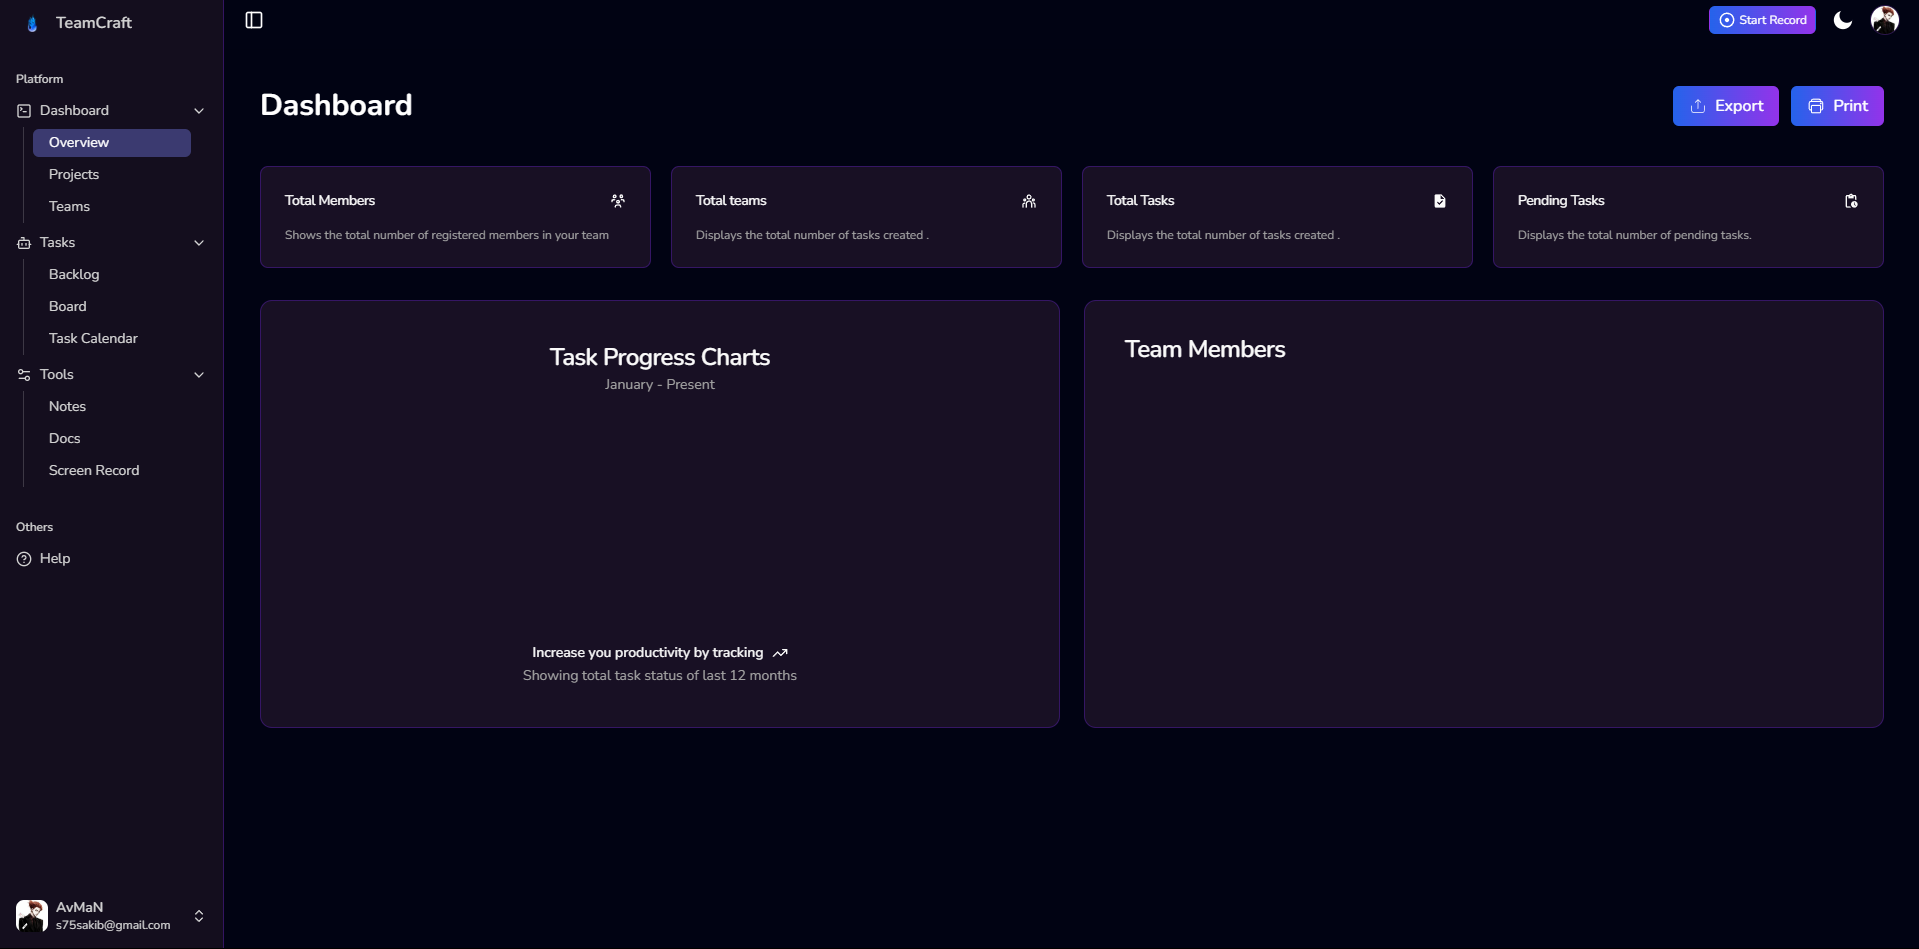 TeamCraft
Start Record
Platform
Dashboard
Overview
Projects
Teams
Tasks
Backlog
Board
Task Calendar
Tools
Notes
Docs
Screen Record
Others
Help
AvMaN
s75sakib@gmail.com
Dashboard
Export
Print
Total Members
Shows the total number of registered members in your team
Total teams
Displays the total number of tasks created .
Total Tasks
Displays the total number of tasks created .
Pending Tasks
Displays the total number of pending tasks.
Task Progress Charts
January - Present
Increase you productivity by tracking
Showing total task status of last 12 months
Team Members